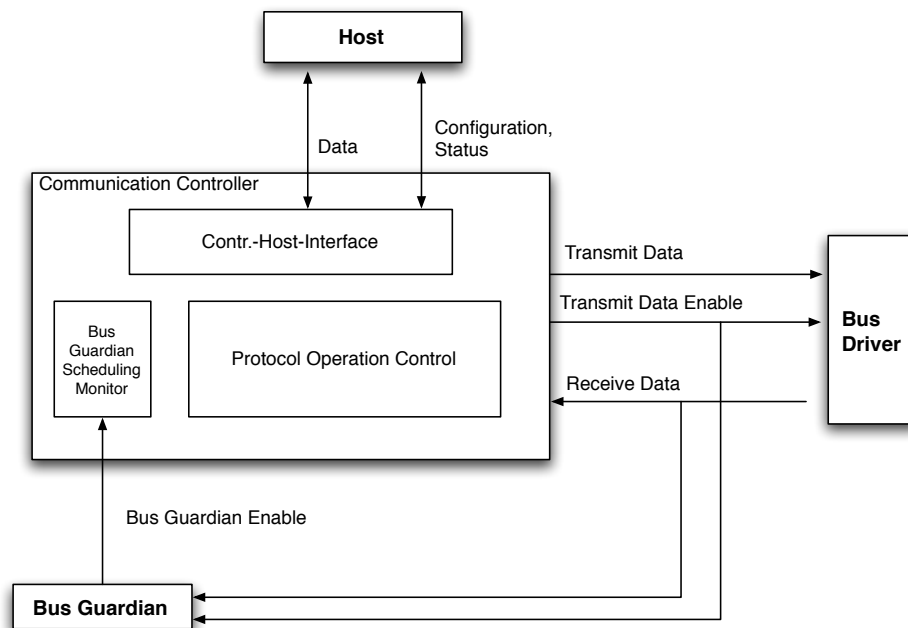 Host
Data
Configuration,
Status
Communication Controller
Contr.-Host-Interface
Bus
Guardian
Scheduling
Monitor
Protocol Operation Control
Transmit Data
Transmit Data Enable
Receive Data
Bus
Driver
Bus Guardian Enable
Bus Guardian